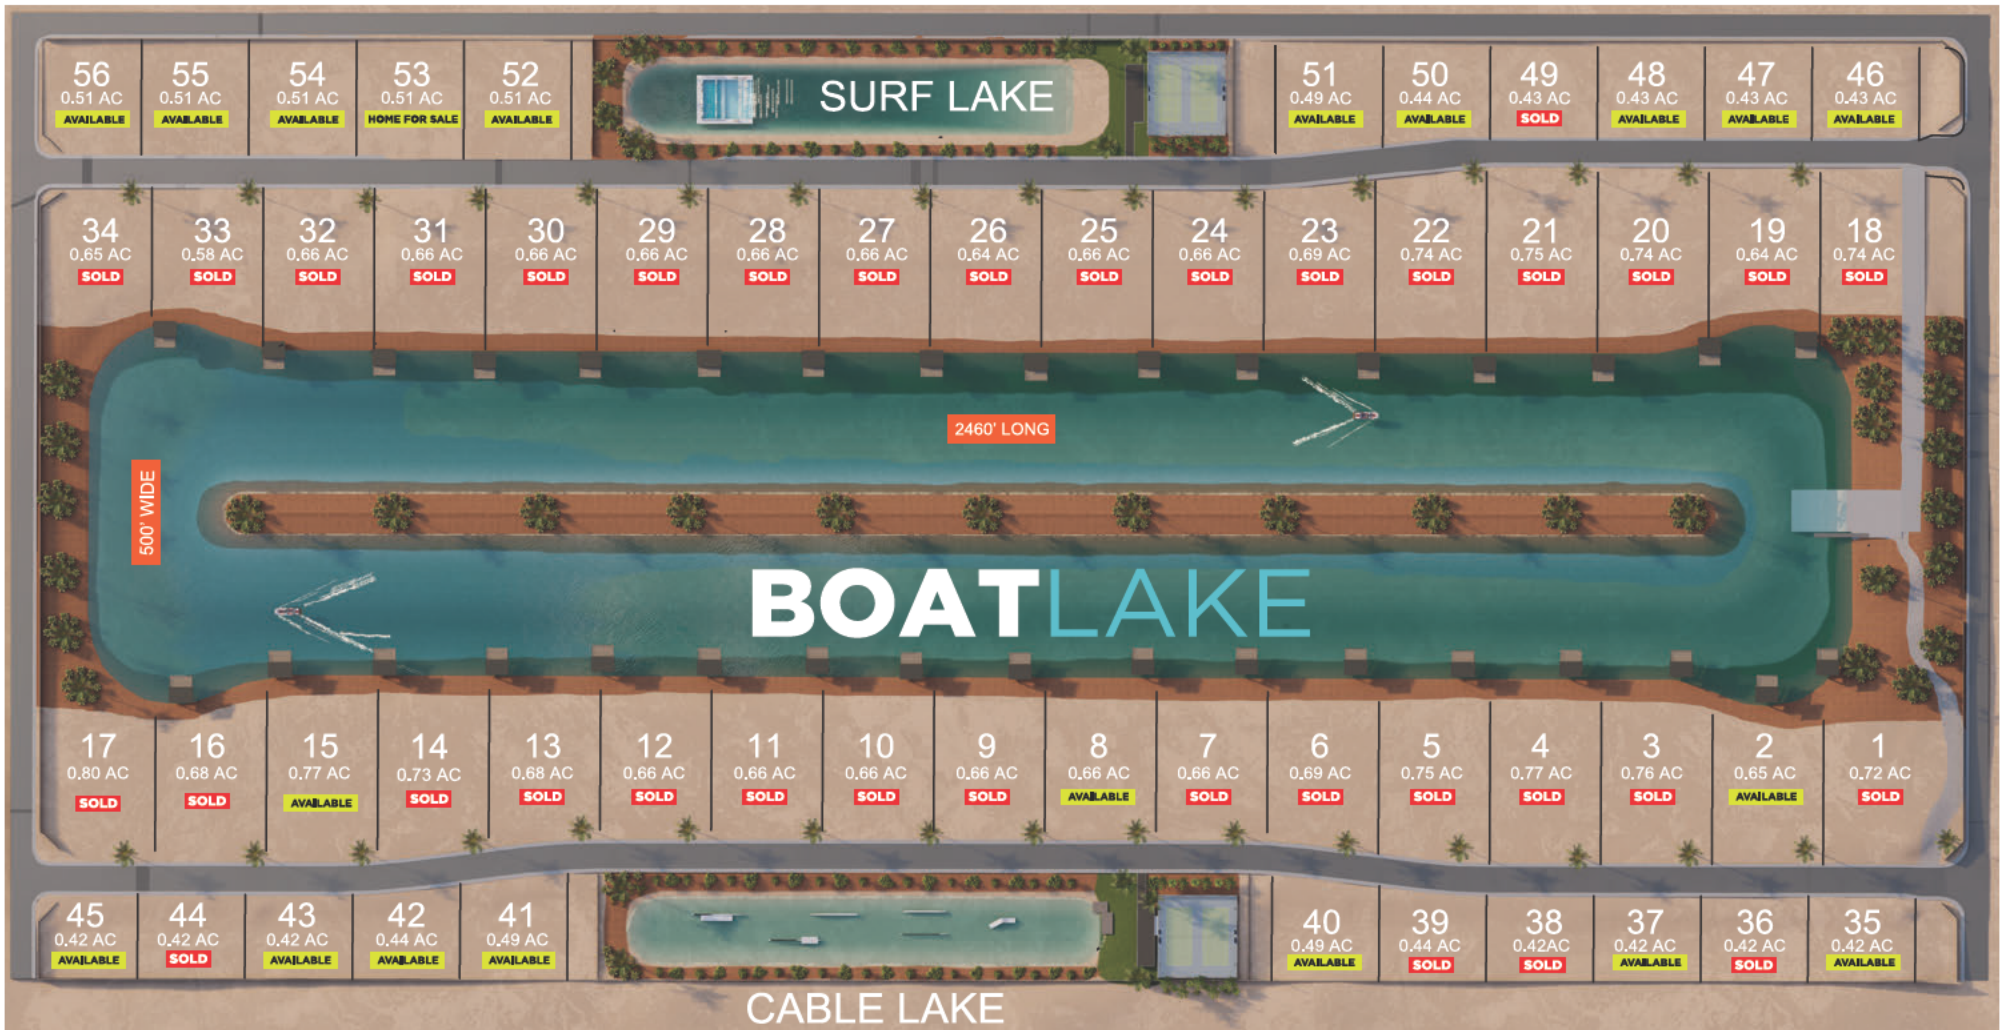 56
0.51 AC
AVAILABLE
55
0.51 AC
AVAILABLE
54
0.51 AC
AVAILABLE
53
0.51 AC
HOME FOR SALE
52
0.51 AC
AVAILABLE
SURF LAKE
51
0.49 AC
AVAILABLE
50
0.44 AC
AVAILABLE
49
0.43 AC
SOLD
48
0.43 AC
AVAILABLE
47
0.43 AC
AVAILABLE
46
0.43 AC
AVAILABLE
34
0.65 AC
SOLD
33
0.58 AC
SOLD
32
0.66 AC
SOLD
31
0.66 AC
SOLD
30
0.66 AC
SOLD
29
0.66 AC
SOLD
28
0.66 AC
SOLD
27
0.66 AC
SOLD
26
0.64 AC
SOLD
25
0.66 AC
SOLD
24
0.66 AC
SOLD
23
0.69 AC
SOLD
22
0.74 AC
SOLD
21
0.75 AC
SOLD
20
0.74 AC
SOLD
19
0.64 AC
SOLD
18
0.74 AC
SOLD
2460' LONG
500' WIDE
BOATLAKE
17
0.80 AC
SOLD
16
0.68 AC
SOLD
15
0.77 AC
AVAILABLE
14
0.73 AC
SOLD
13
0.68 AC
SOLD
12
0.66 AC
SOLD
11
0.66 AC
SOLD
10
0.66 AC
SOLD
9
0.66 AC
SOLD
8
0.66 AC
AVAILABLE
7
0.66 AC
SOLD
6
0.69 AC
SOLD
5
0.75 AC
SOLD
4
0.77 AC
SOLD
3
0.76 AC
SOLD
2
0.65 AC
AVAILABLE
1
0.72 AC
SOLD
45
0.42 AC
AVAILABLE
44
0.42 AC
SOLD
43
0.42 AC
AVAILABLE
42
0.44 AC
AVAILABLE
41
0.49 AC
AVAILABLE
40
0.49 AC
AVAILABLE
39
0.44 AC
SOLD
38
0.42AC
SOLD
37
0.42 AC
AVAILABLE
36
0.42 AC
SOLD
35
0.42 AC
AVAILABLE
CABLE LAKE